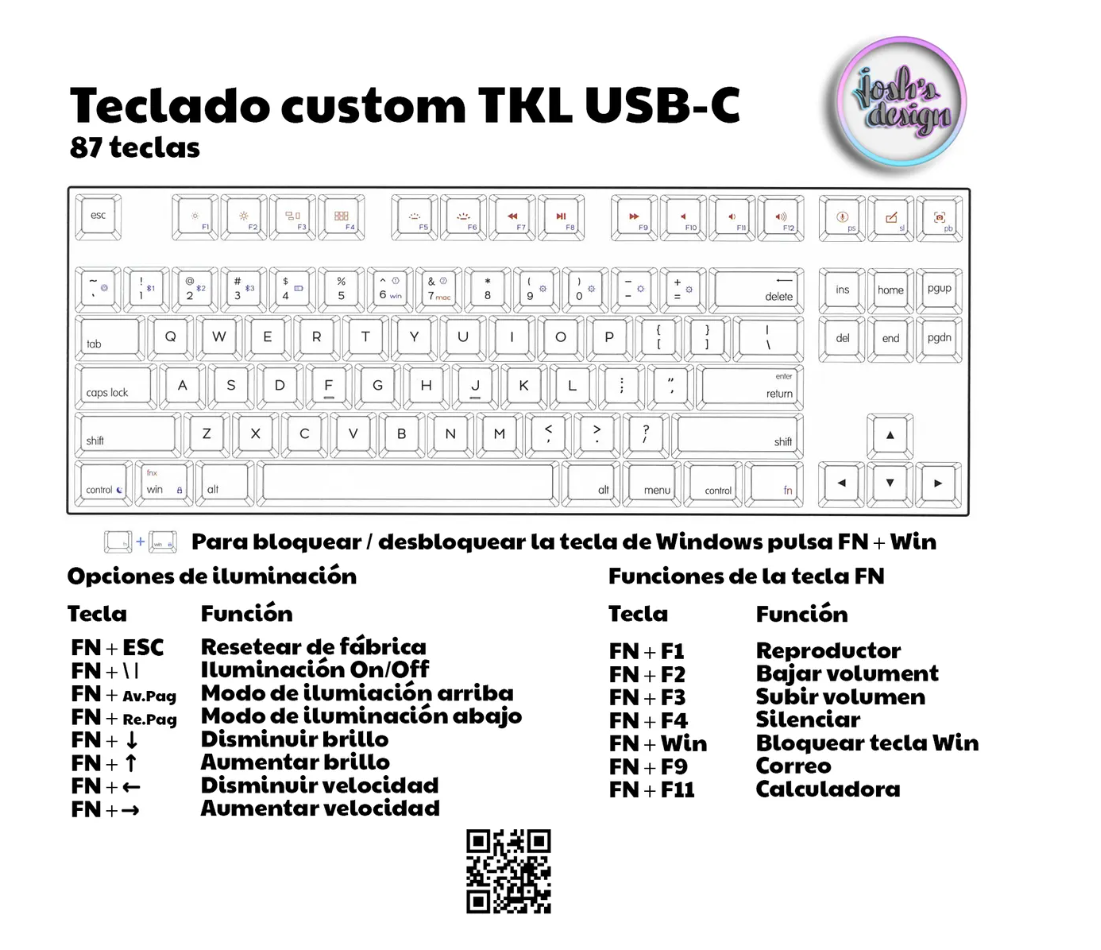 Teclado custom TKL USB-C
87 teclas
josh's
design
esc F1 F2 F3 F4 F5 F6 F7 F8 F9 F10 F11 F12 ps sl pb
~ ` ! 1 1 @ 2 2 # 3 3 $ 4 % 5 ^ 6 win & 7 mac * 8 ( 9 ) 0 _ - + = ← delete ins home pgup
tab Q W E R T Y U I O P { [ } ] | \ del end pgdn
caps lock A S D F G H J K L : ; " , enter return
shift Z X C V B N M < , > . ? / shift ▲
control fnx win alt alt menu control fn ◀ ▼ ▶
+ win Para bloquear / desbloquear la tecla de Windows pulsa FN + Win
Opciones de iluminación
Tecla Función
FN + ESC Resetear de fábrica
FN + \ | Iluminación On/Off
FN + Av.Pag Modo de ilumiación arriba
FN + Re.Pag Modo de iluminación abajo
FN + ↓ Disminuir brillo
FN + ↑ Aumentar brillo
FN + ← Disminuir velocidad
FN + → Aumentar velocidad
Funciones de la tecla FN
Tecla Función
FN + F1 Reproductor
FN + F2 Bajar volument
FN + F3 Subir volumen
FN + F4 Silenciar
FN + Win Bloquear tecla Win
FN + F9 Correo
FN + F11 Calculadora